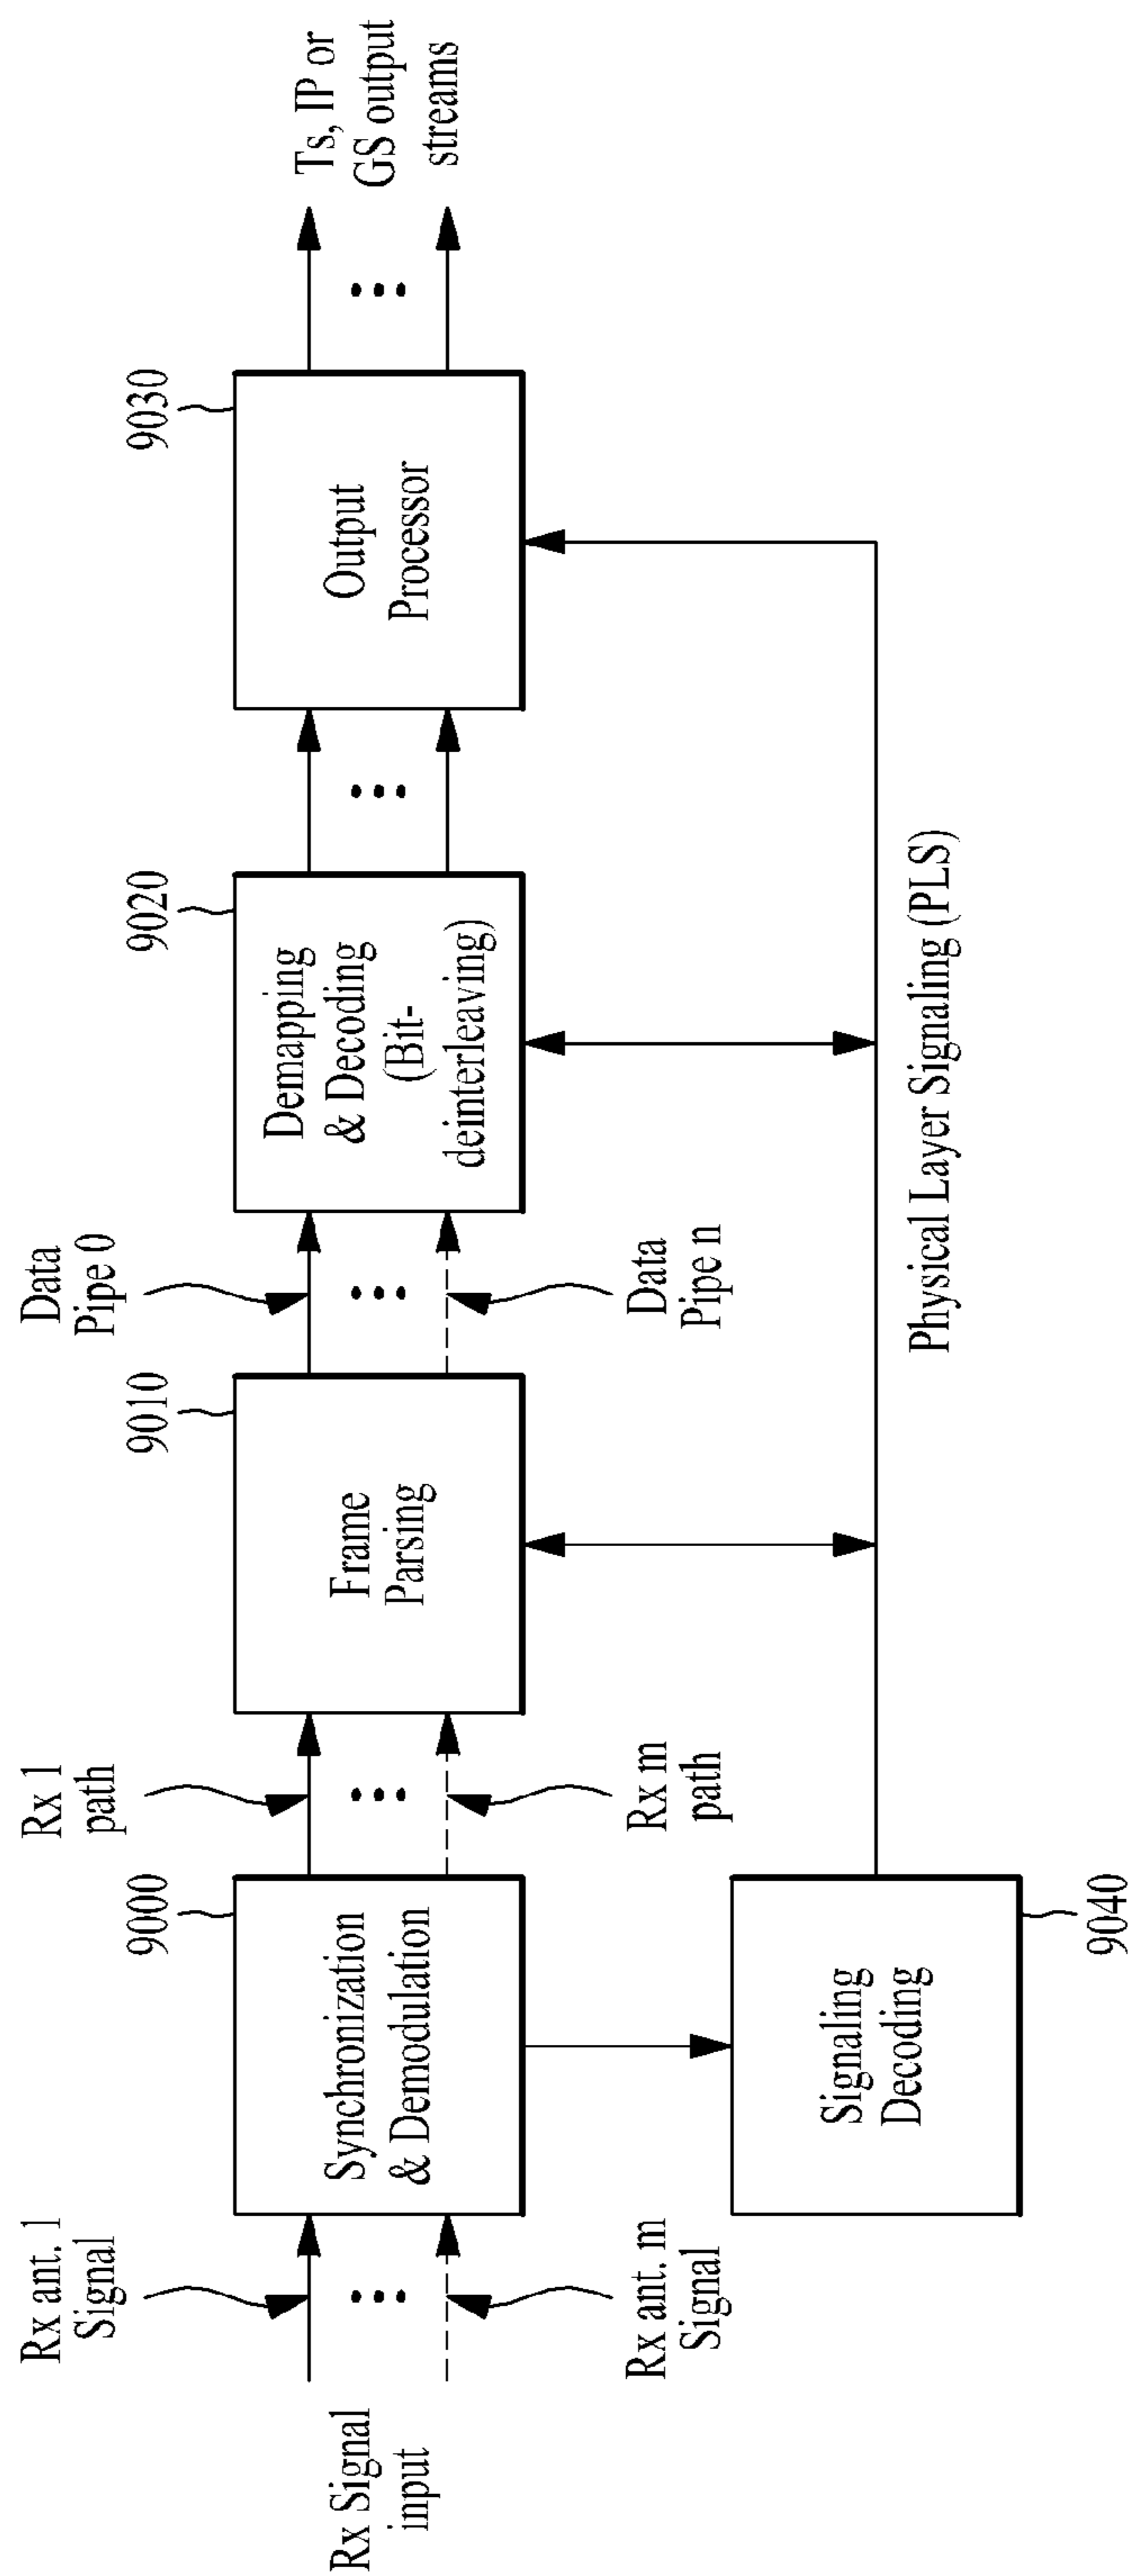 Rx Signal
input
Rx ant. 1
Signal
Rx ant. m
Signal
9000
Synchronization
& Demodulation
Rx 1
path
Rx m
path
9010
Frame
Parsing
Data
Pipe 0
Data
Pipe n
9020
Demapping
& Decoding
(Bit-
deinterleaving)
9030
Output
Processor
Ts, IP or
GS output
streams
Signaling
Decoding
9040
Physical Layer Signaling (PLS)